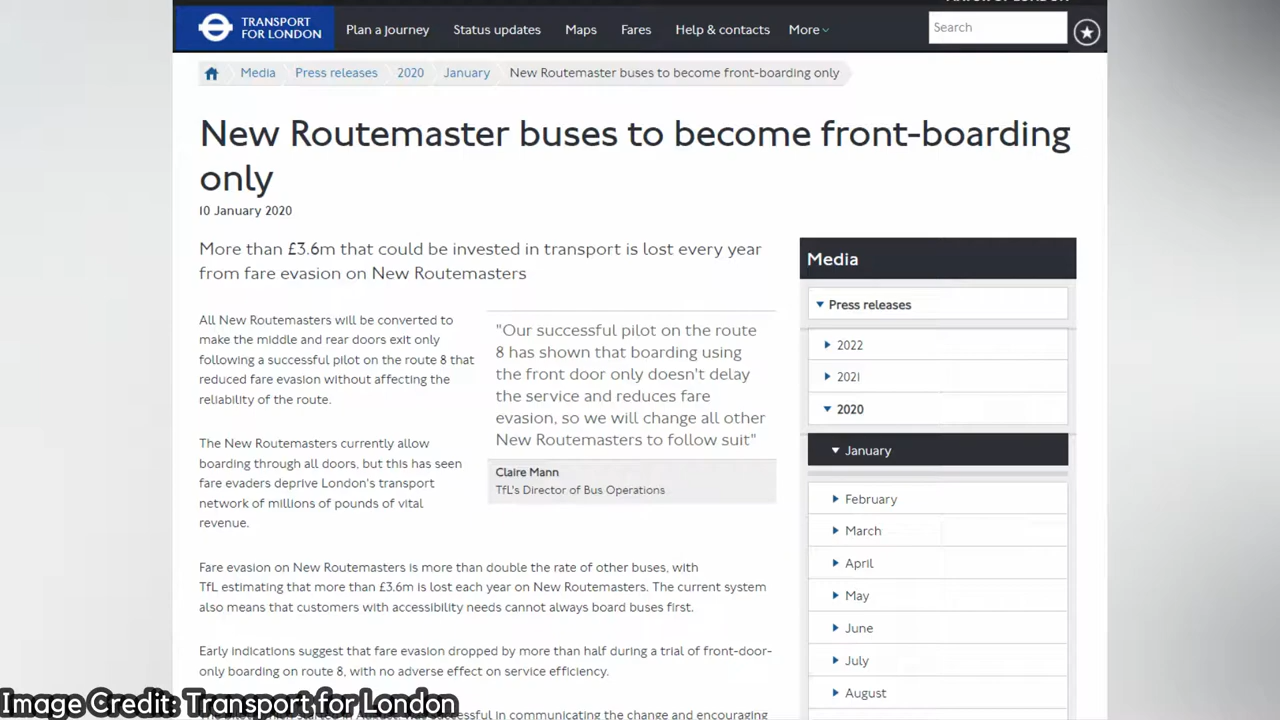 MAYOR OF LONDON
TRANSPORT
FOR LONDON
Plan a journey
Status updates
Maps
Fares
Help & contacts
More
Search
Media
Press releases
2020
January
New Routemaster buses to become front-boarding only
New Routemaster buses to become front-boarding
only
10 January 2020
More than £3.6m that could be invested in transport is lost every year
from fare evasion on New Routemasters
All New Routemasters will be converted to
make the middle and rear doors exit only
following a successful pilot on the route 8 that
reduced fare evasion without affecting the
reliability of the route.
The New Routemasters currently allow
boarding through all doors, but this has seen
fare evaders deprive London's transport
network of millions of pounds of vital
revenue.
"Our successful pilot on the route
8 has shown that boarding using
the front door only doesn't delay
the service and reduces fare
evasion, so we will change all other
New Routemasters to follow suit"
Claire Mann
TfL's Director of Bus Operations
Fare evasion on New Routemasters is more than double the rate of other buses, with
TfL estimating that more than £3.6m is lost each year on New Routemasters. The current system
also means that customers with accessibility needs cannot always board buses first.
Early indications suggest that fare evasion dropped by more than half during a trial of front-door-
only boarding on route 8, with no adverse effect on service efficiency.
successful in communicating the change and encouraging
Media
Press releases
2022
2021
2020
January
February
March
April
May
June
July
August
Image Credit: Transport for London